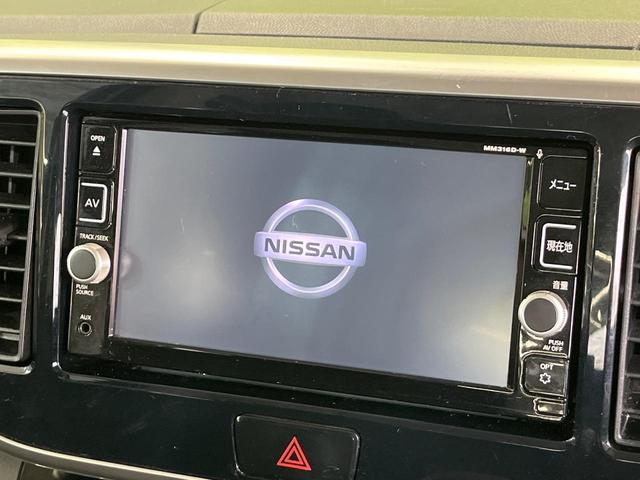 MM316D-W
OPEN
AV
TRACK/SEEK
PUSH
SOURCE
AUX
NISSAN
メニュー
現在地
音量
PUSH
AV OFF
OPT